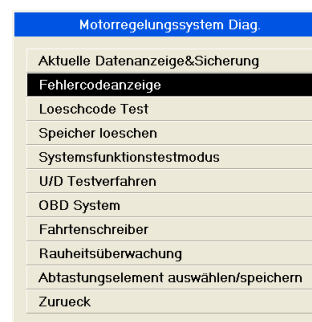 Motorregelungssystem Diag.
Aktuelle Datenanzeige&Sicherung
Fehlercodeanzeige
Loeschcode Test
Speicher loeschen
Systemsfunktionstestmodus
U/D Testverfahren
OBD System
Fahrtenschreiber
Rauheitsüberwachung
Abtastungselement auswählen/speichern
Zurueck